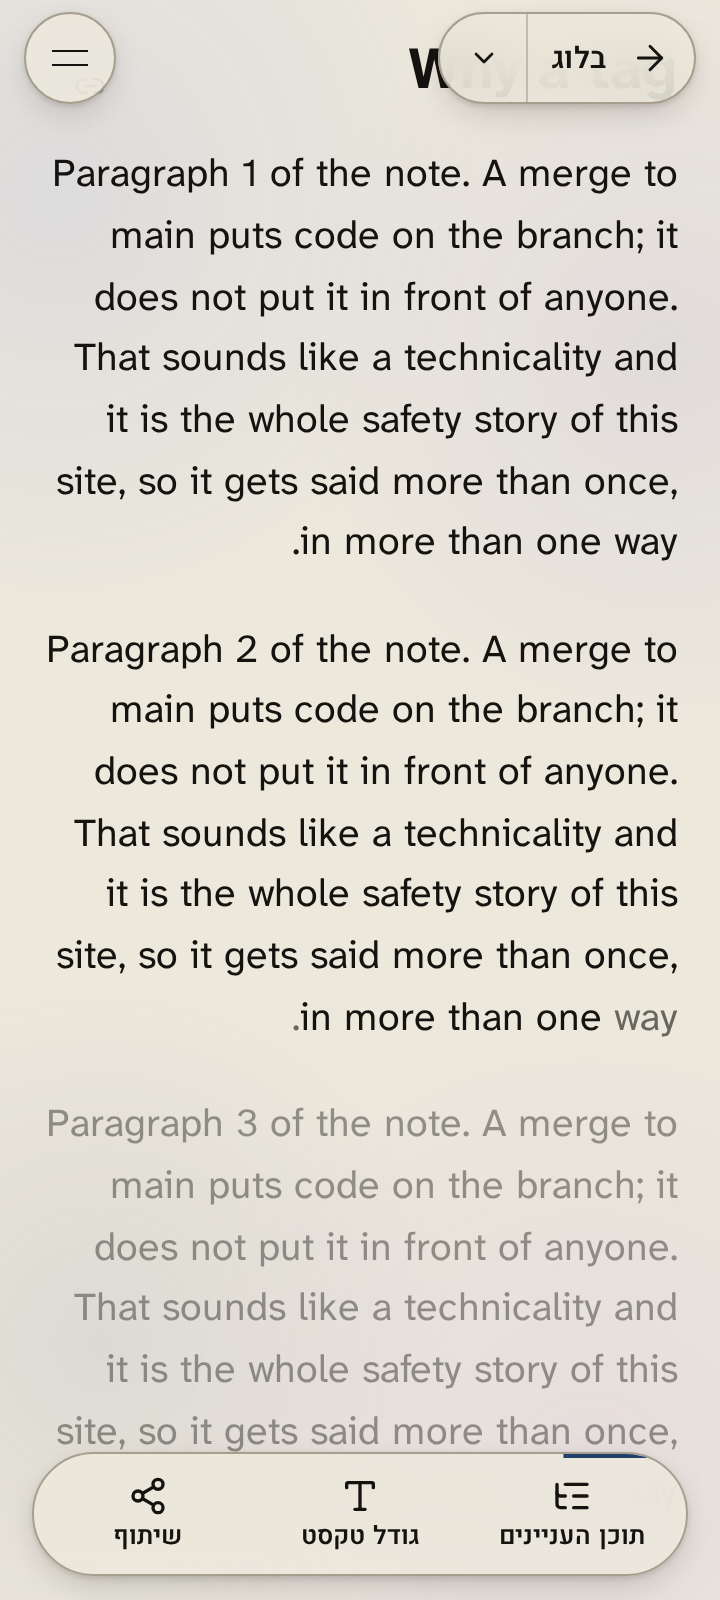 בלוג
Why a tag
Paragraph 1 of the note. A merge to
main puts code on the branch; it
does not put it in front of anyone.
That sounds like a technicality and
it is the whole safety story of this
site, so it gets said more than once,
in more than one way.
Paragraph 2 of the note. A merge to
main puts code on the branch; it
does not put it in front of anyone.
That sounds like a technicality and
it is the whole safety story of this
site, so it gets said more than once,
in more than one way.
Paragraph 3 of the note. A merge to
main puts code on the branch; it
does not put it in front of anyone.
That sounds like a technicality and
it is the whole safety story of this
site, so it gets said more than once,
תוכן העניינים
גודל טקסט
שיתוף